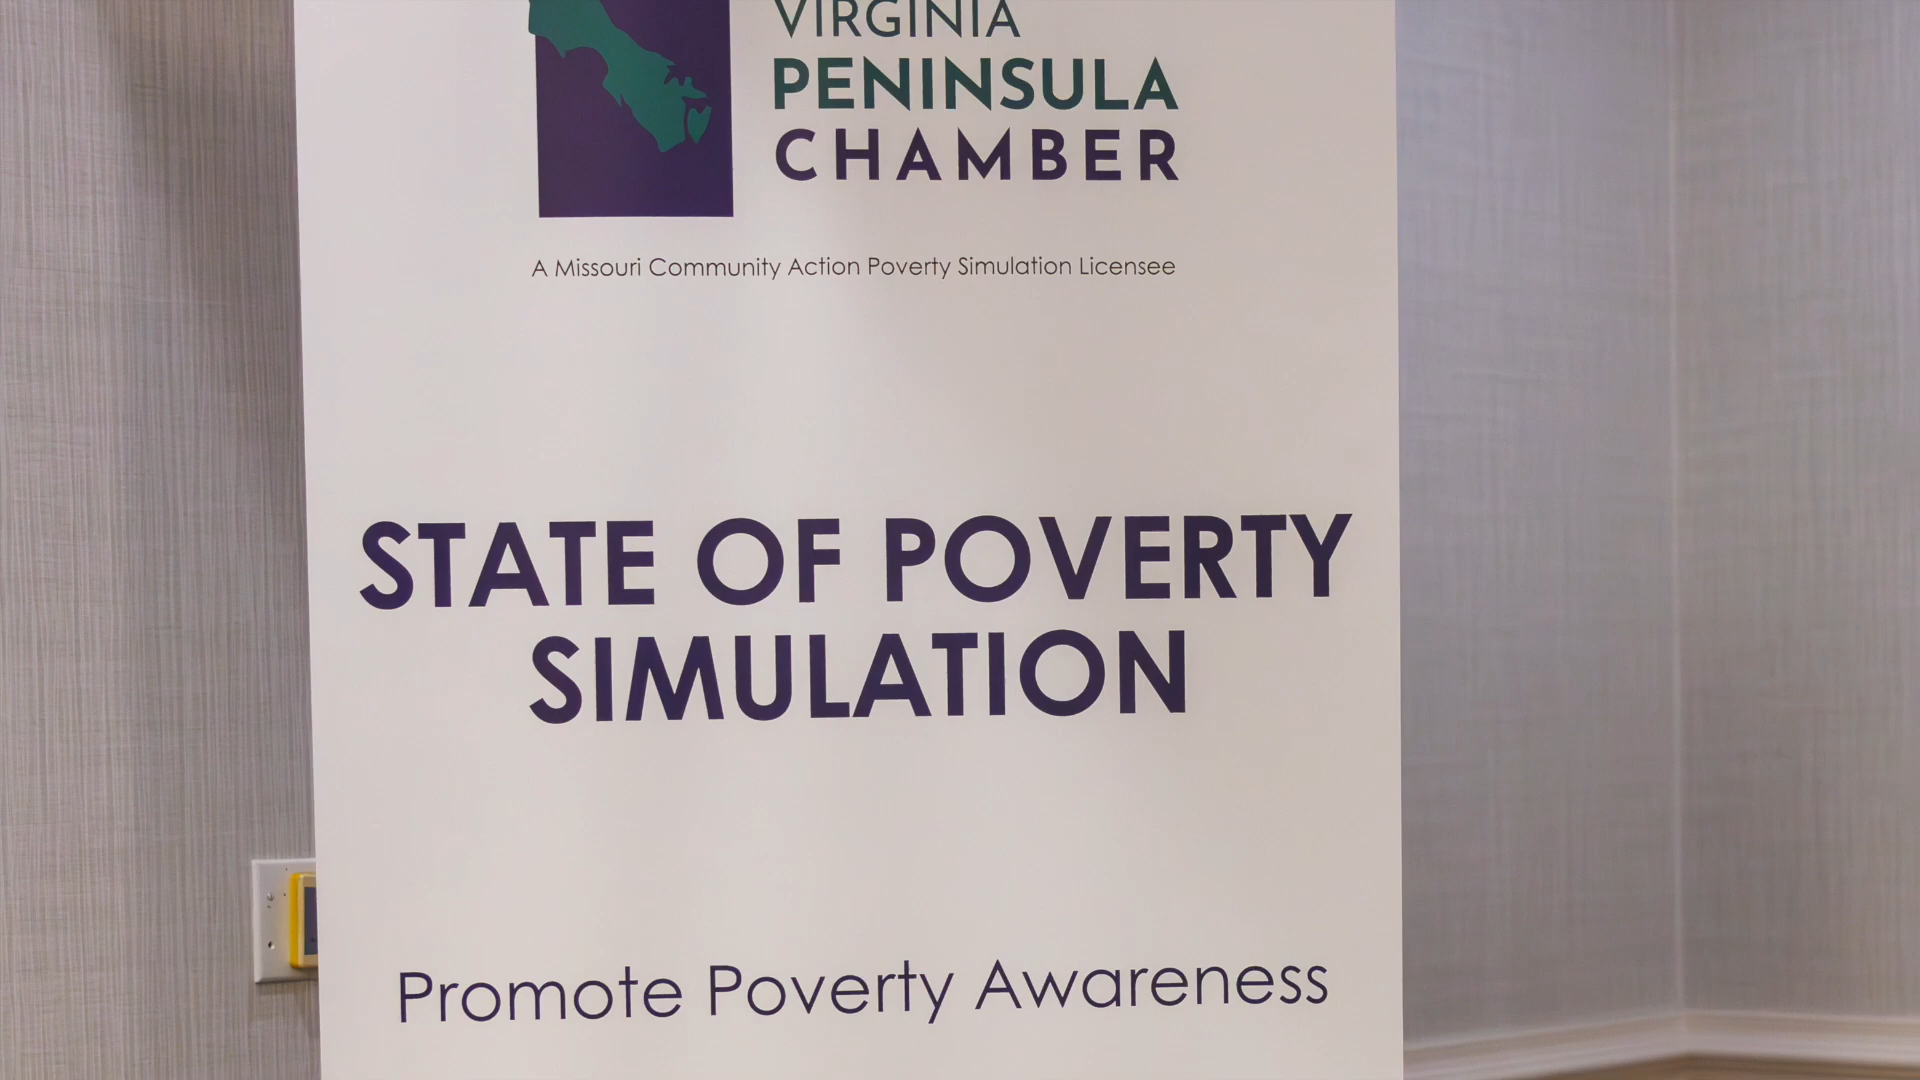 VIRGINIA
PENINSULA
CHAMBER
A Missouri Community Action Poverty Simulation Licensee
STATE OF POVERTY
SIMULATION
Promote Poverty Awareness